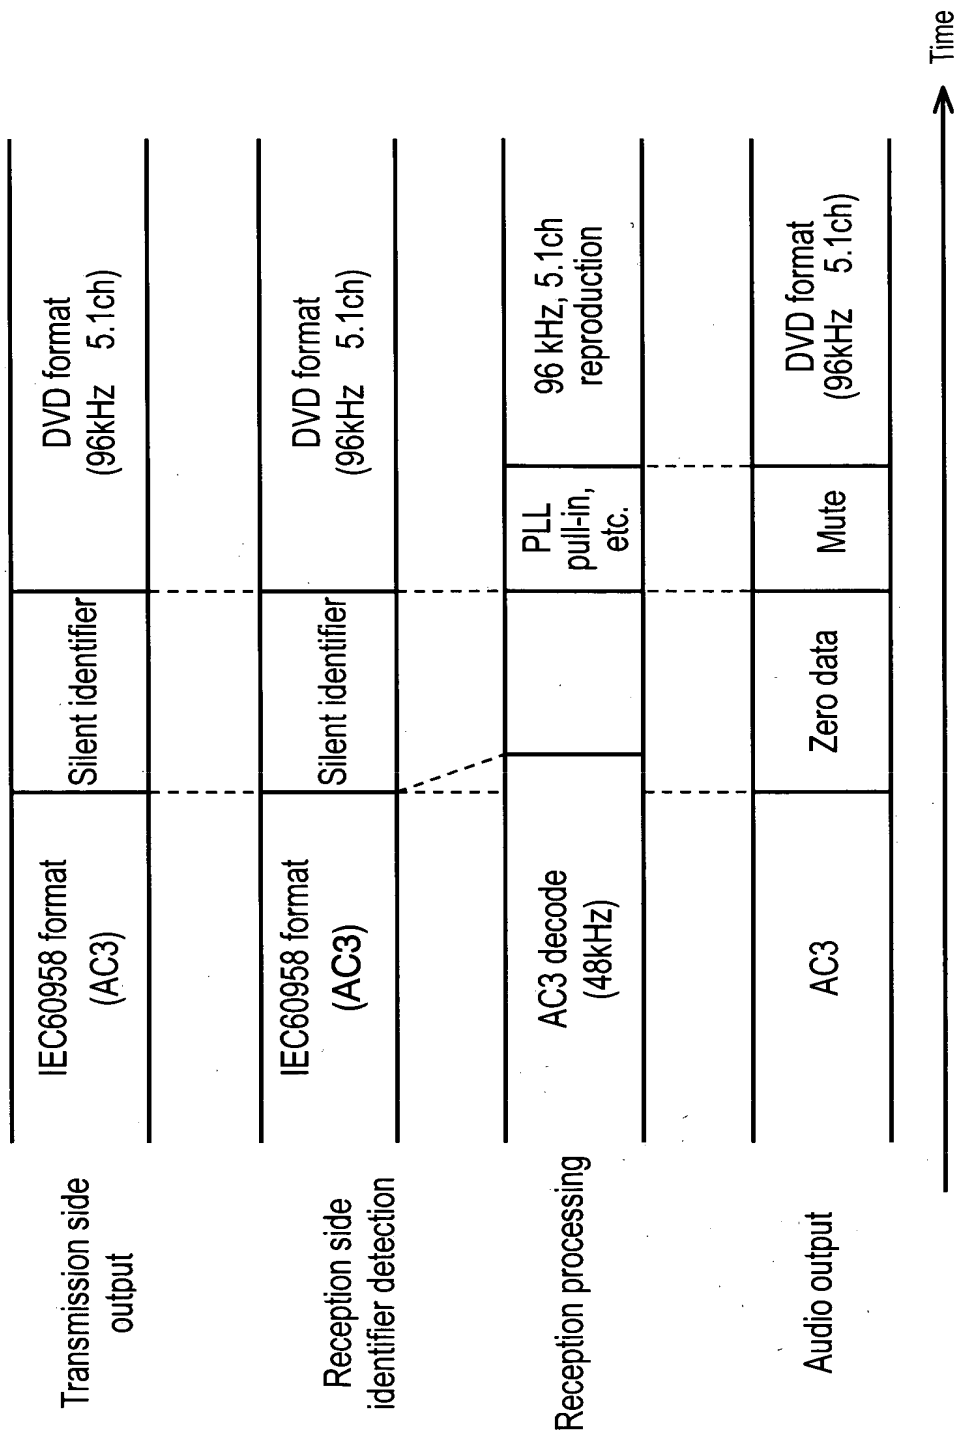 Transmission side
output
IEC60958 format
(AC3)
Silent identifier
DVD format
(96kHz 5.1ch)
Reception side
identifier detection
IEC60958 format
(AC3)
Silent identifier
DVD format
(96kHz 5.1ch)
Reception processing
AC3 decode
(48kHz)
PLL
pull-in,
etc.
96 kHz, 5.1ch
reproduction
Audio output
AC3
Zero data
Mute
DVD format
(96kHz 5.1ch)
Time